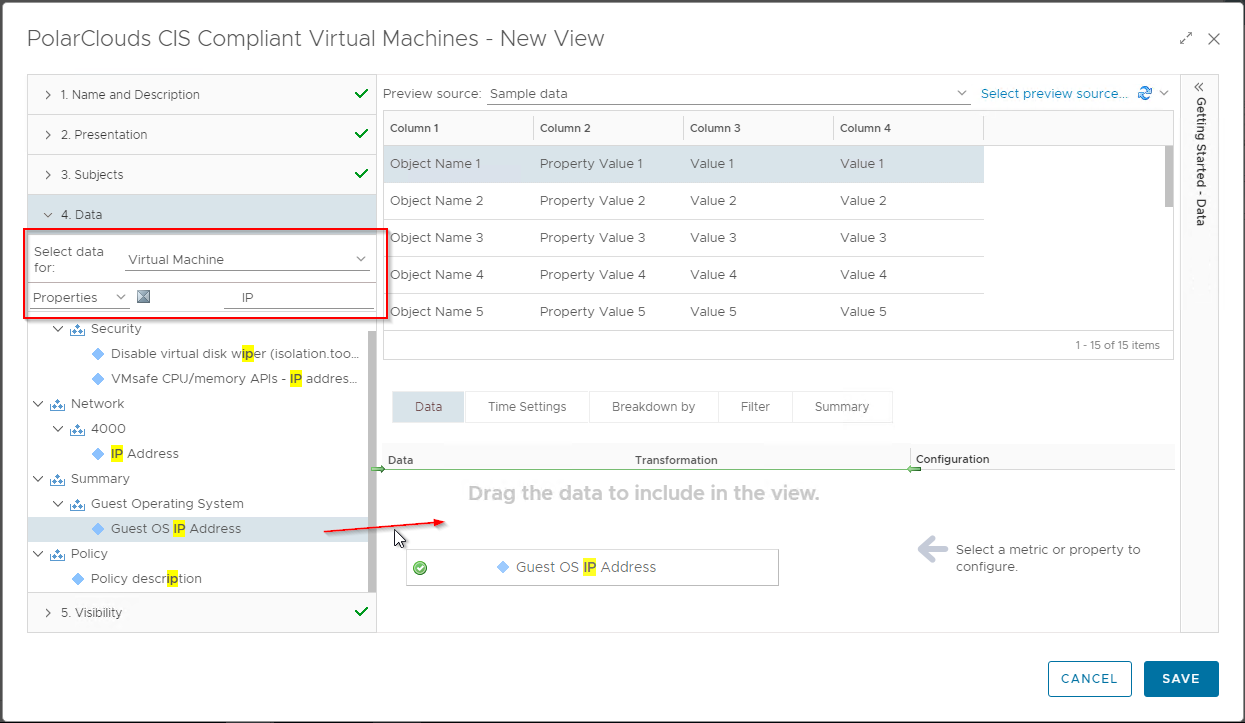 PolarClouds CIS Compliant Virtual Machines - New View
1. Name and Description
2. Presentation
3. Subjects
4. Data
Select data
for:
Virtual Machine
Properties
IP
Security
Disable virtual disk wiper (isolation.too...
VMsafe CPU/memory APIs - IP addres...
Network
4000
IP Address
Summary
Guest Operating System
Guest OS IP Address
Policy
Policy description
5. Visibility
Preview source: Sample data
Select preview source...
Column 1 Column 2 Column 3 Column 4
Object Name 1 Property Value 1 Value 1 Value 1
Object Name 2 Property Value 2 Value 2 Value 2
Object Name 3 Property Value 3 Value 3 Value 3
Object Name 4 Property Value 4 Value 4 Value 4
Object Name 5 Property Value 5 Value 5 Value 5
1 - 15 of 15 items
Data Time Settings Breakdown by Filter Summary
Data Transformation Configuration
Drag the data to include in the view.
Guest OS IP Address
Select a metric or property to
configure.
Getting Started - Data
CANCEL SAVE